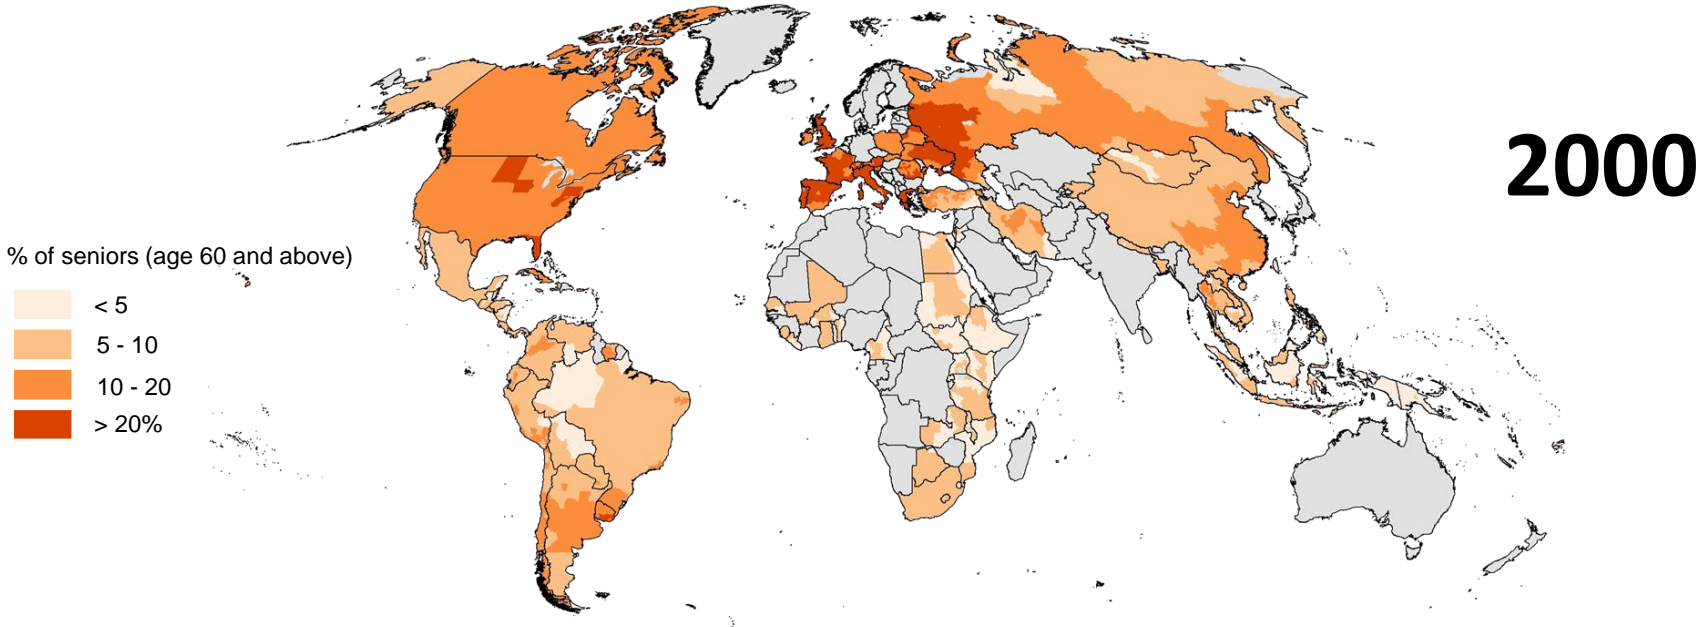 2000
% of seniors (age 60 and above)
< 5
5 - 10
10 - 20
> 20%